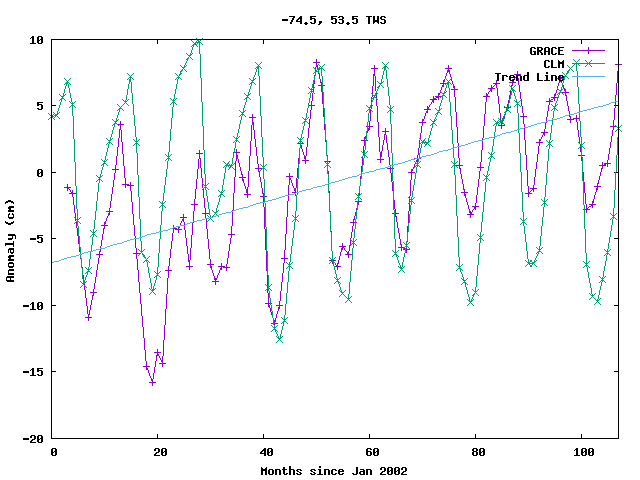 -74.5, 53.5 TWS
GRACE
CLM
Trend Line
10
5
0
-5
-10
-15
-20
Anomaly (cm)
0 20 40 60 80 100
Months since Jan 2002